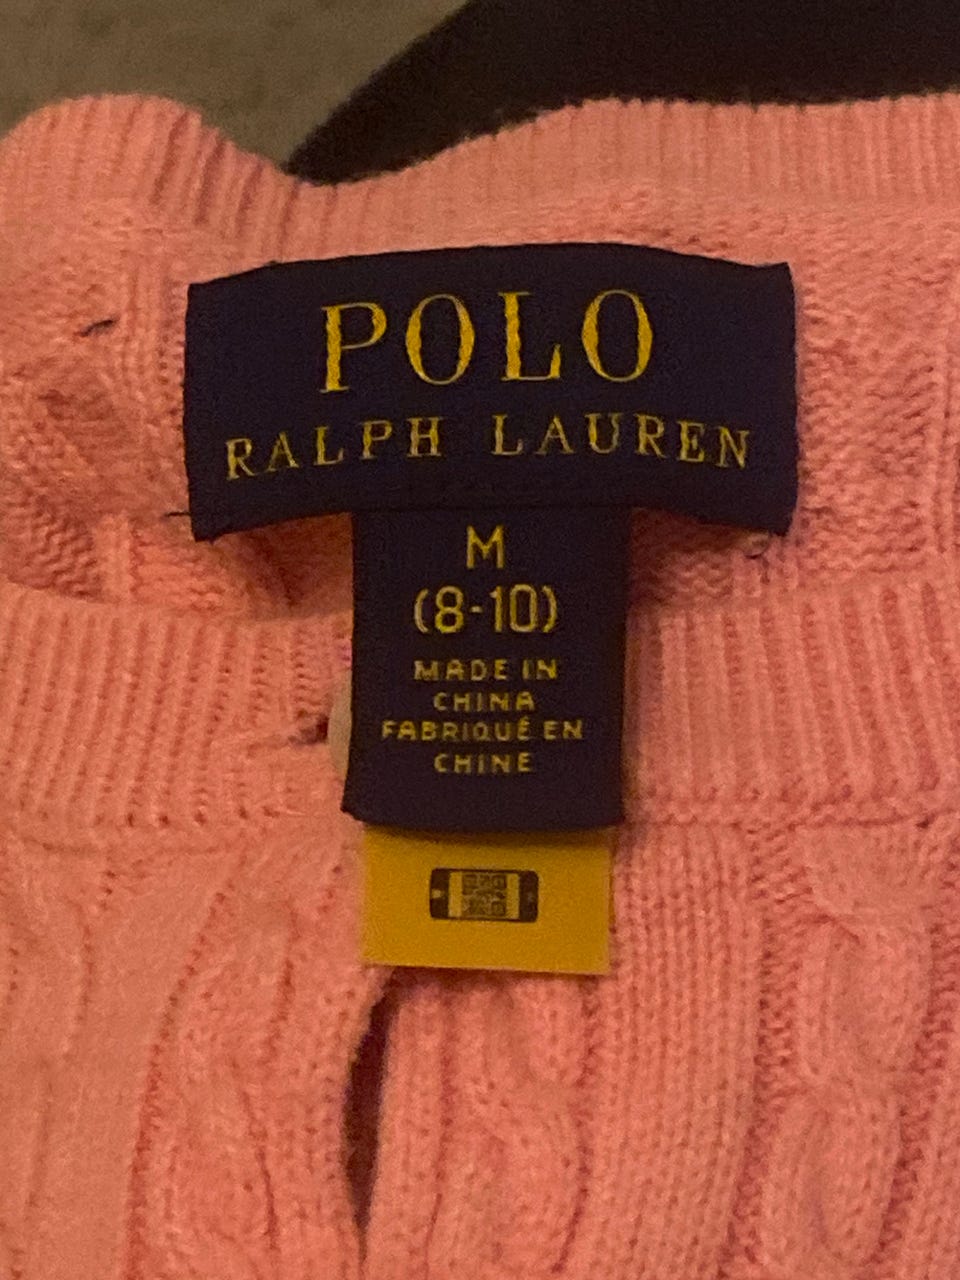 POLO
RALPH LAUREN
M
(8-10)
MADE IN
CHINA
FABRIQUÉ EN
CHINE